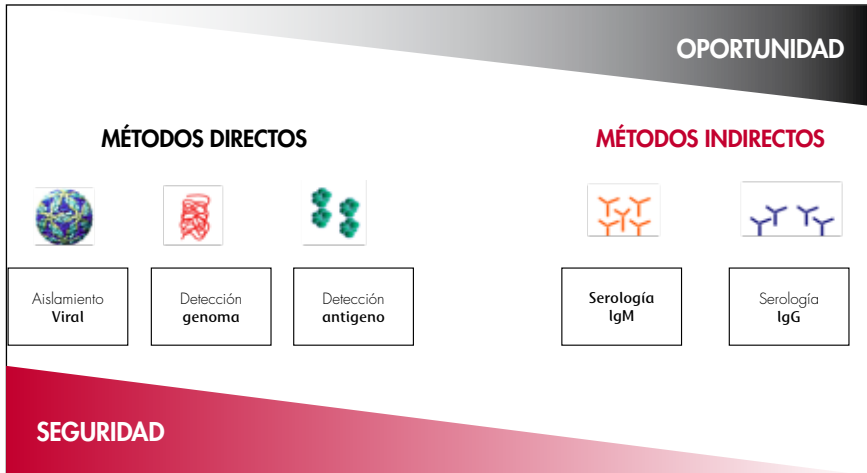 OPORTUNIDAD
MÉTODOS DIRECTOS
MÉTODOS INDIRECTOS
Aislamiento
Viral
Detección
genoma
Detección
antigeno
Serología
IgM
Serología
IgG
SEGURIDAD